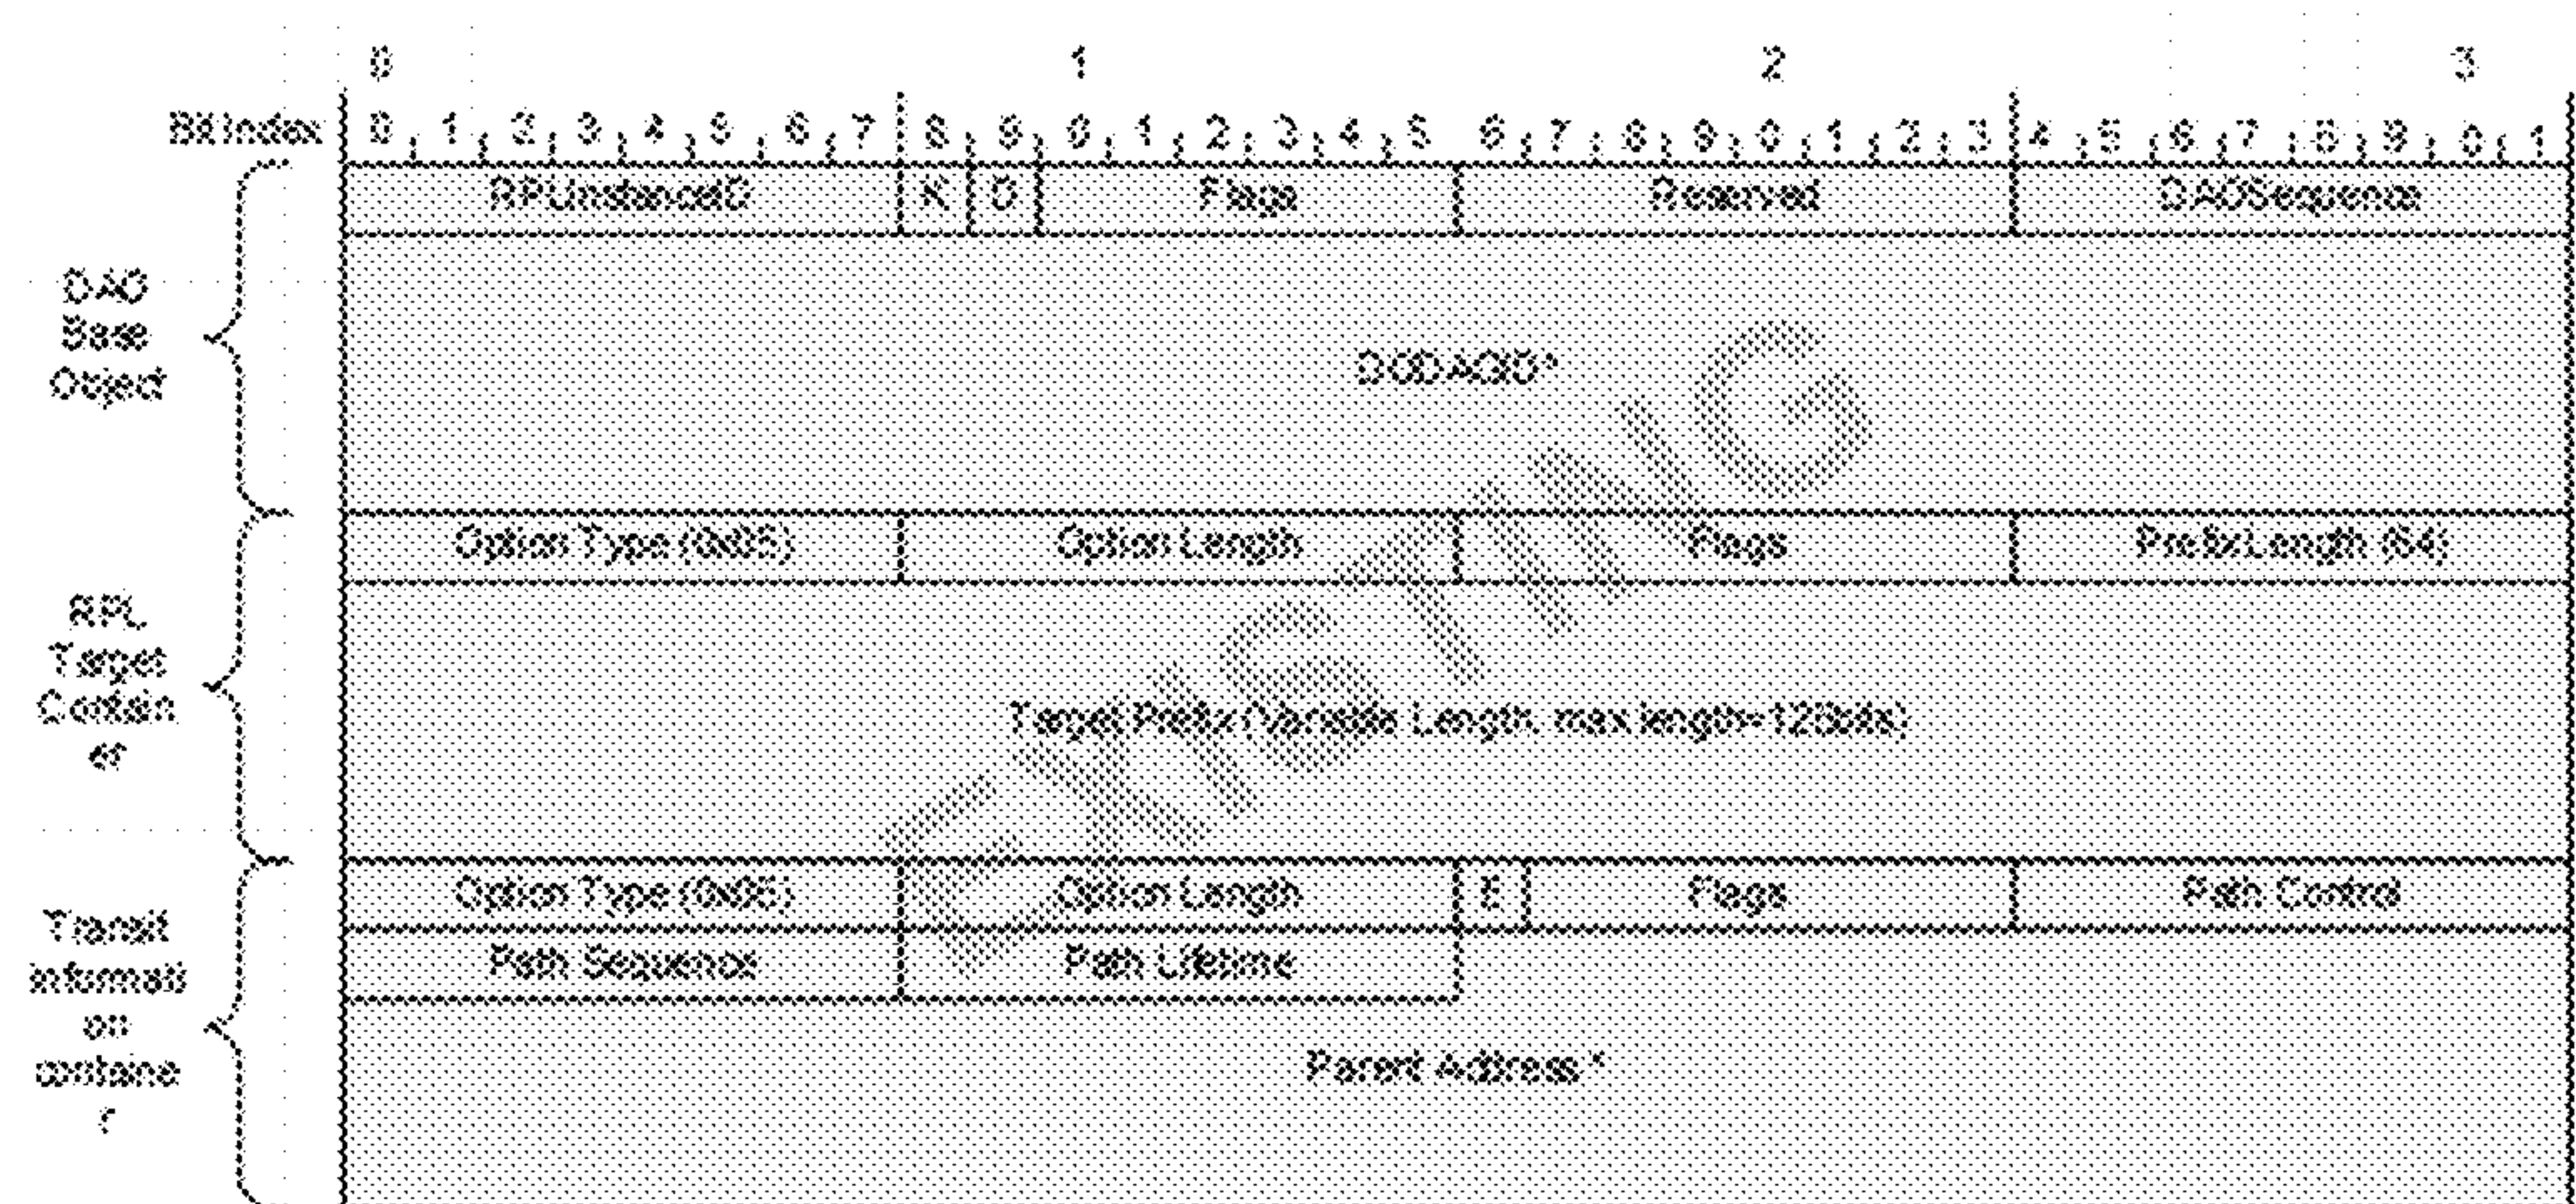 0 1 2 3
Bit Index 0 1 2 3 4 5 6 7 8 9 0 1 2 3 4 5 6 7 8 9 0 1 2 3 4 5 6 7 8 9 0 1
RPLInstanceID K D Flags Reserved DAOSequence
DAO
Base
Object
DODAGID*
Option Type (0x05) Option Length Flags Prefix Length (64)
RPL
Target
Contain
er
Target Prefix (Variable Length, max length=128bits)
Option Type (0x06) Option Length E Flags Path Control
Path Sequence Path Lifetime
Transit
informati
on
containe
r
Parent Address*